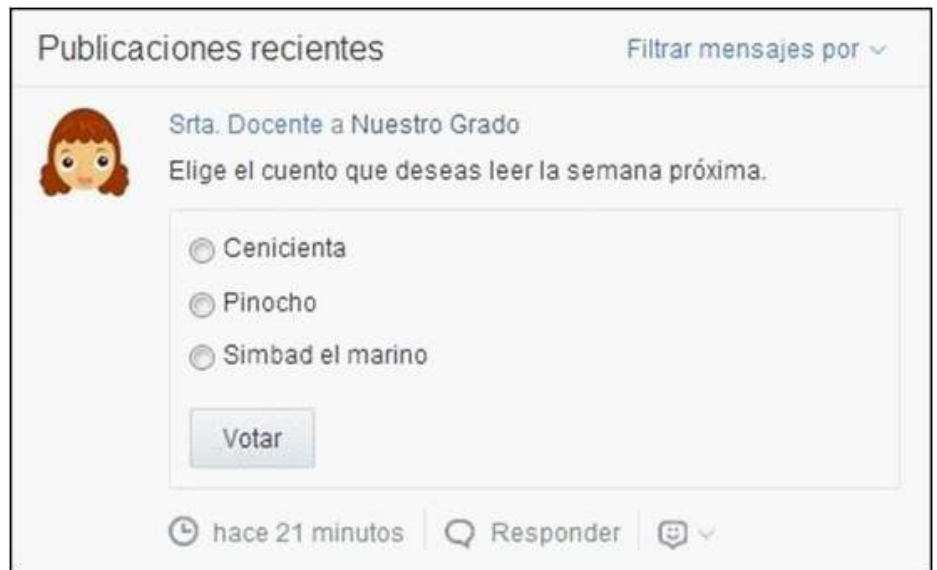 Publicaciones recientes Filtrar mensajes por
Srta. Docente a Nuestro Grado
Elige el cuento que deseas leer la semana próxima.
Cenicienta
Pinocho
Simbad el marino
Votar
hace 21 minutos Responder